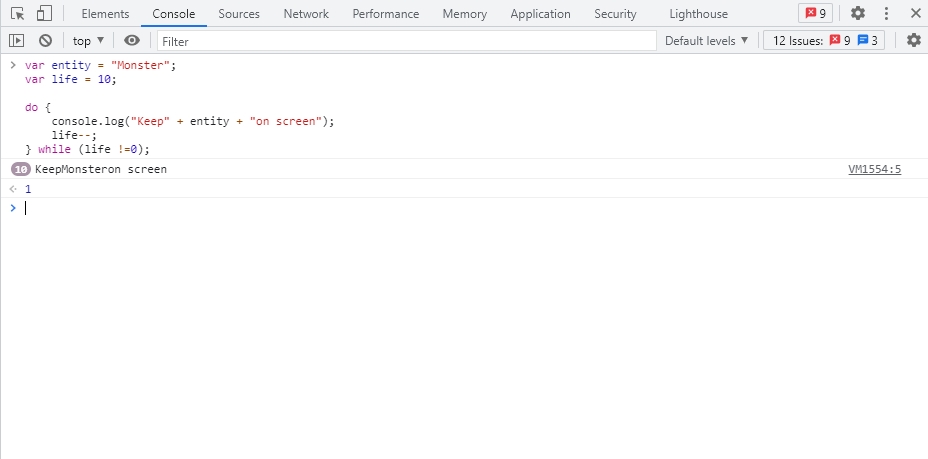 Elements Console Sources Network Performance Memory Application Security Lighthouse 9
top Filter Default levels 12 Issues: 9 3
var entity = "Monster";
var life = 10;
do {
console.log("Keep" + entity + "on screen");
life--;
} while (life !=0);
10 KeepMonsteron screen VM1554:5
1